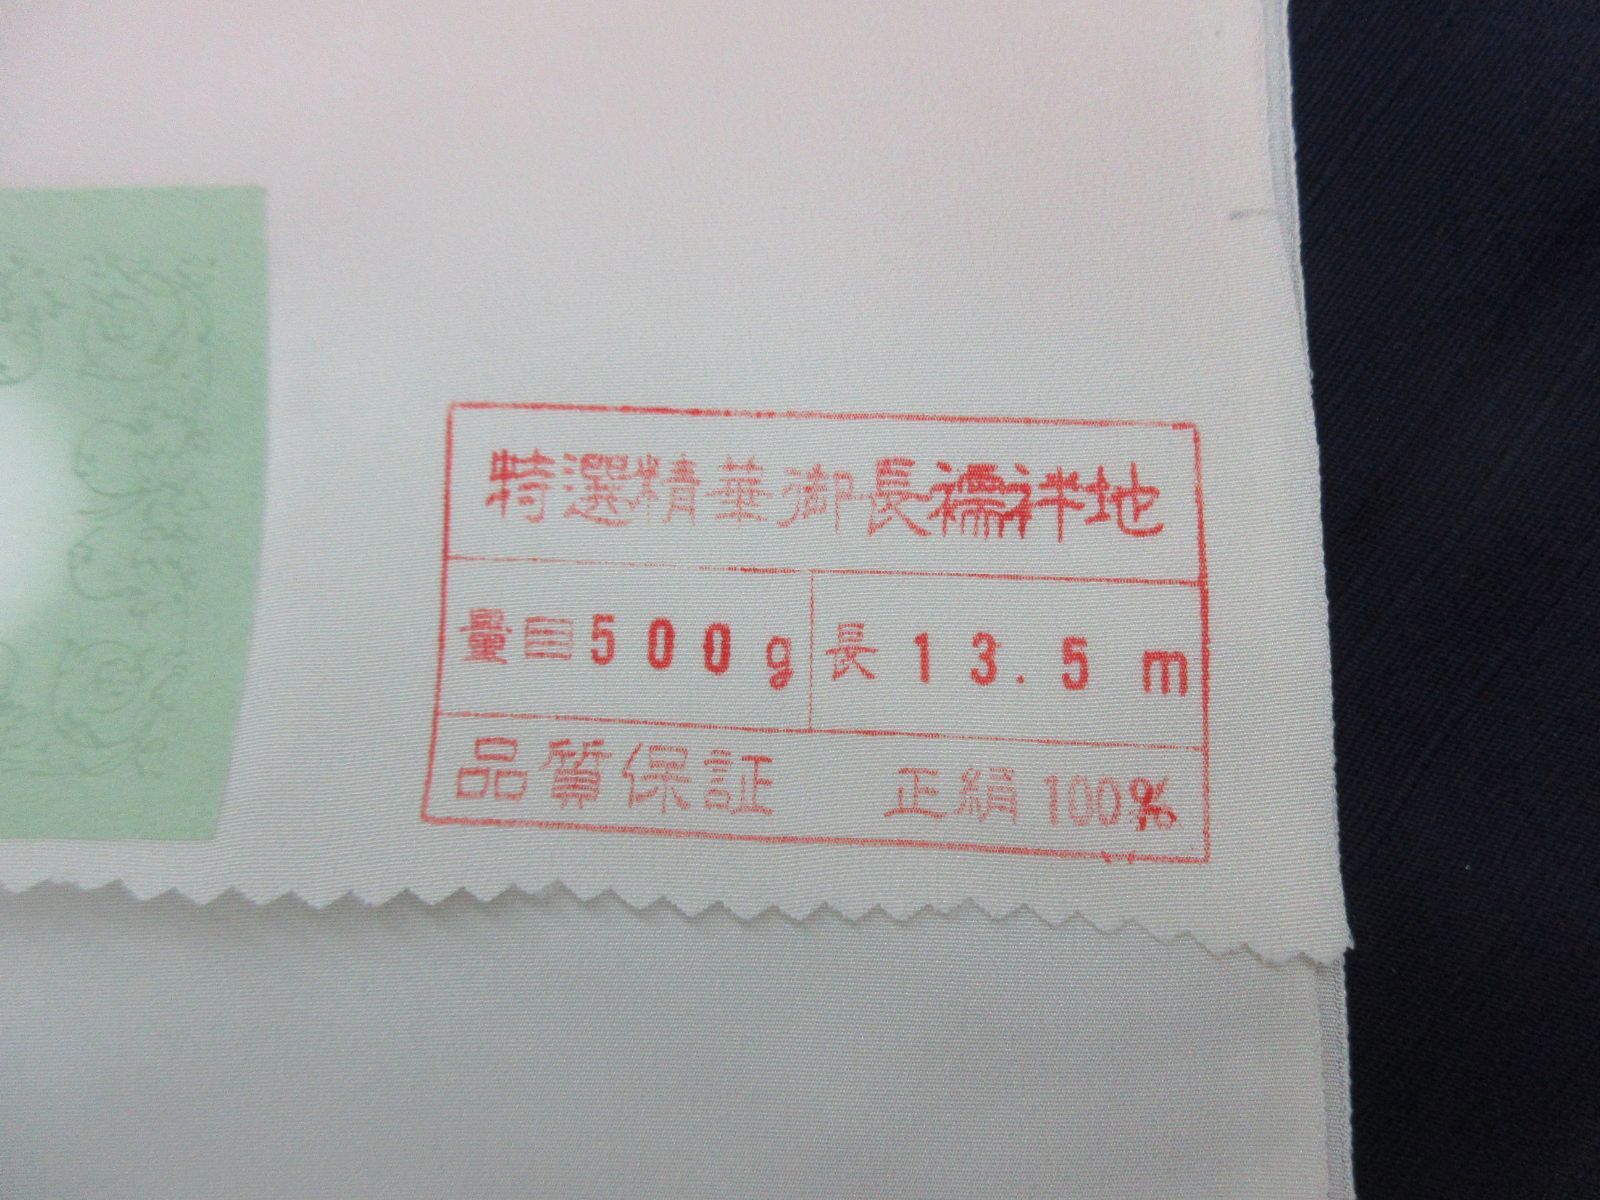 特選精華御長襦袢地
量目500g 長13.5m
品質保証 正絹100%